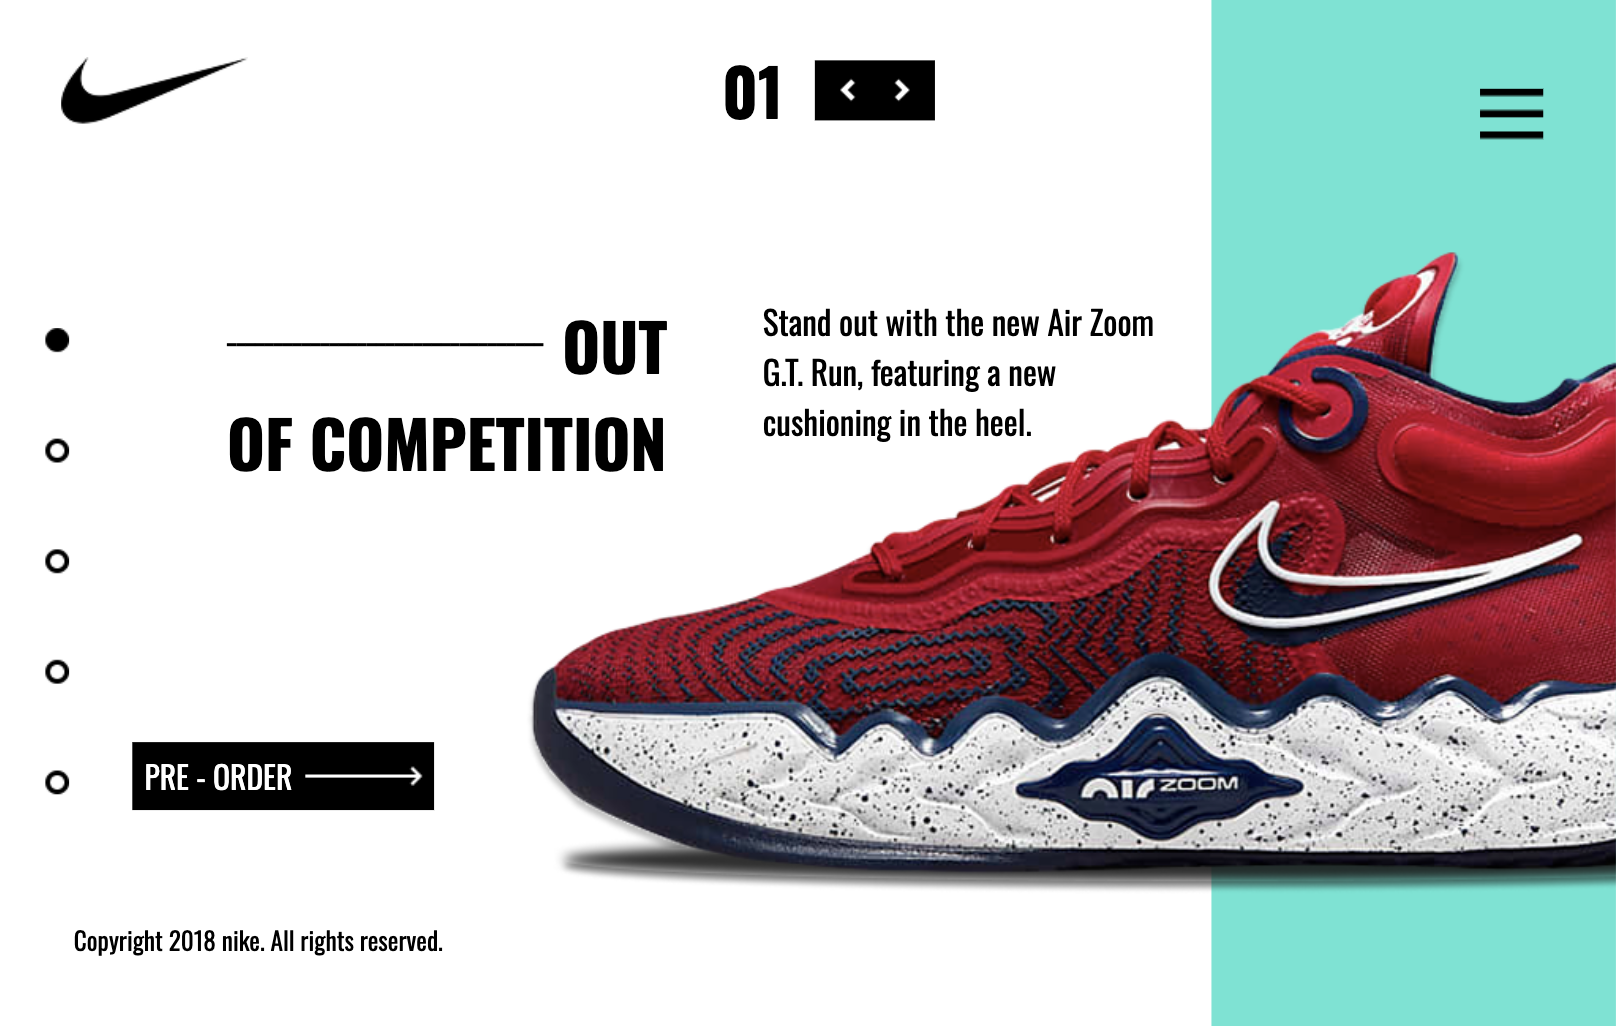 01
OUT
OF COMPETITION
Stand out with the new Air Zoom
G.T. Run, featuring a new
cushioning in the heel.
air ZOOM
PRE - ORDER
Copyright 2018 nike. All rights reserved.